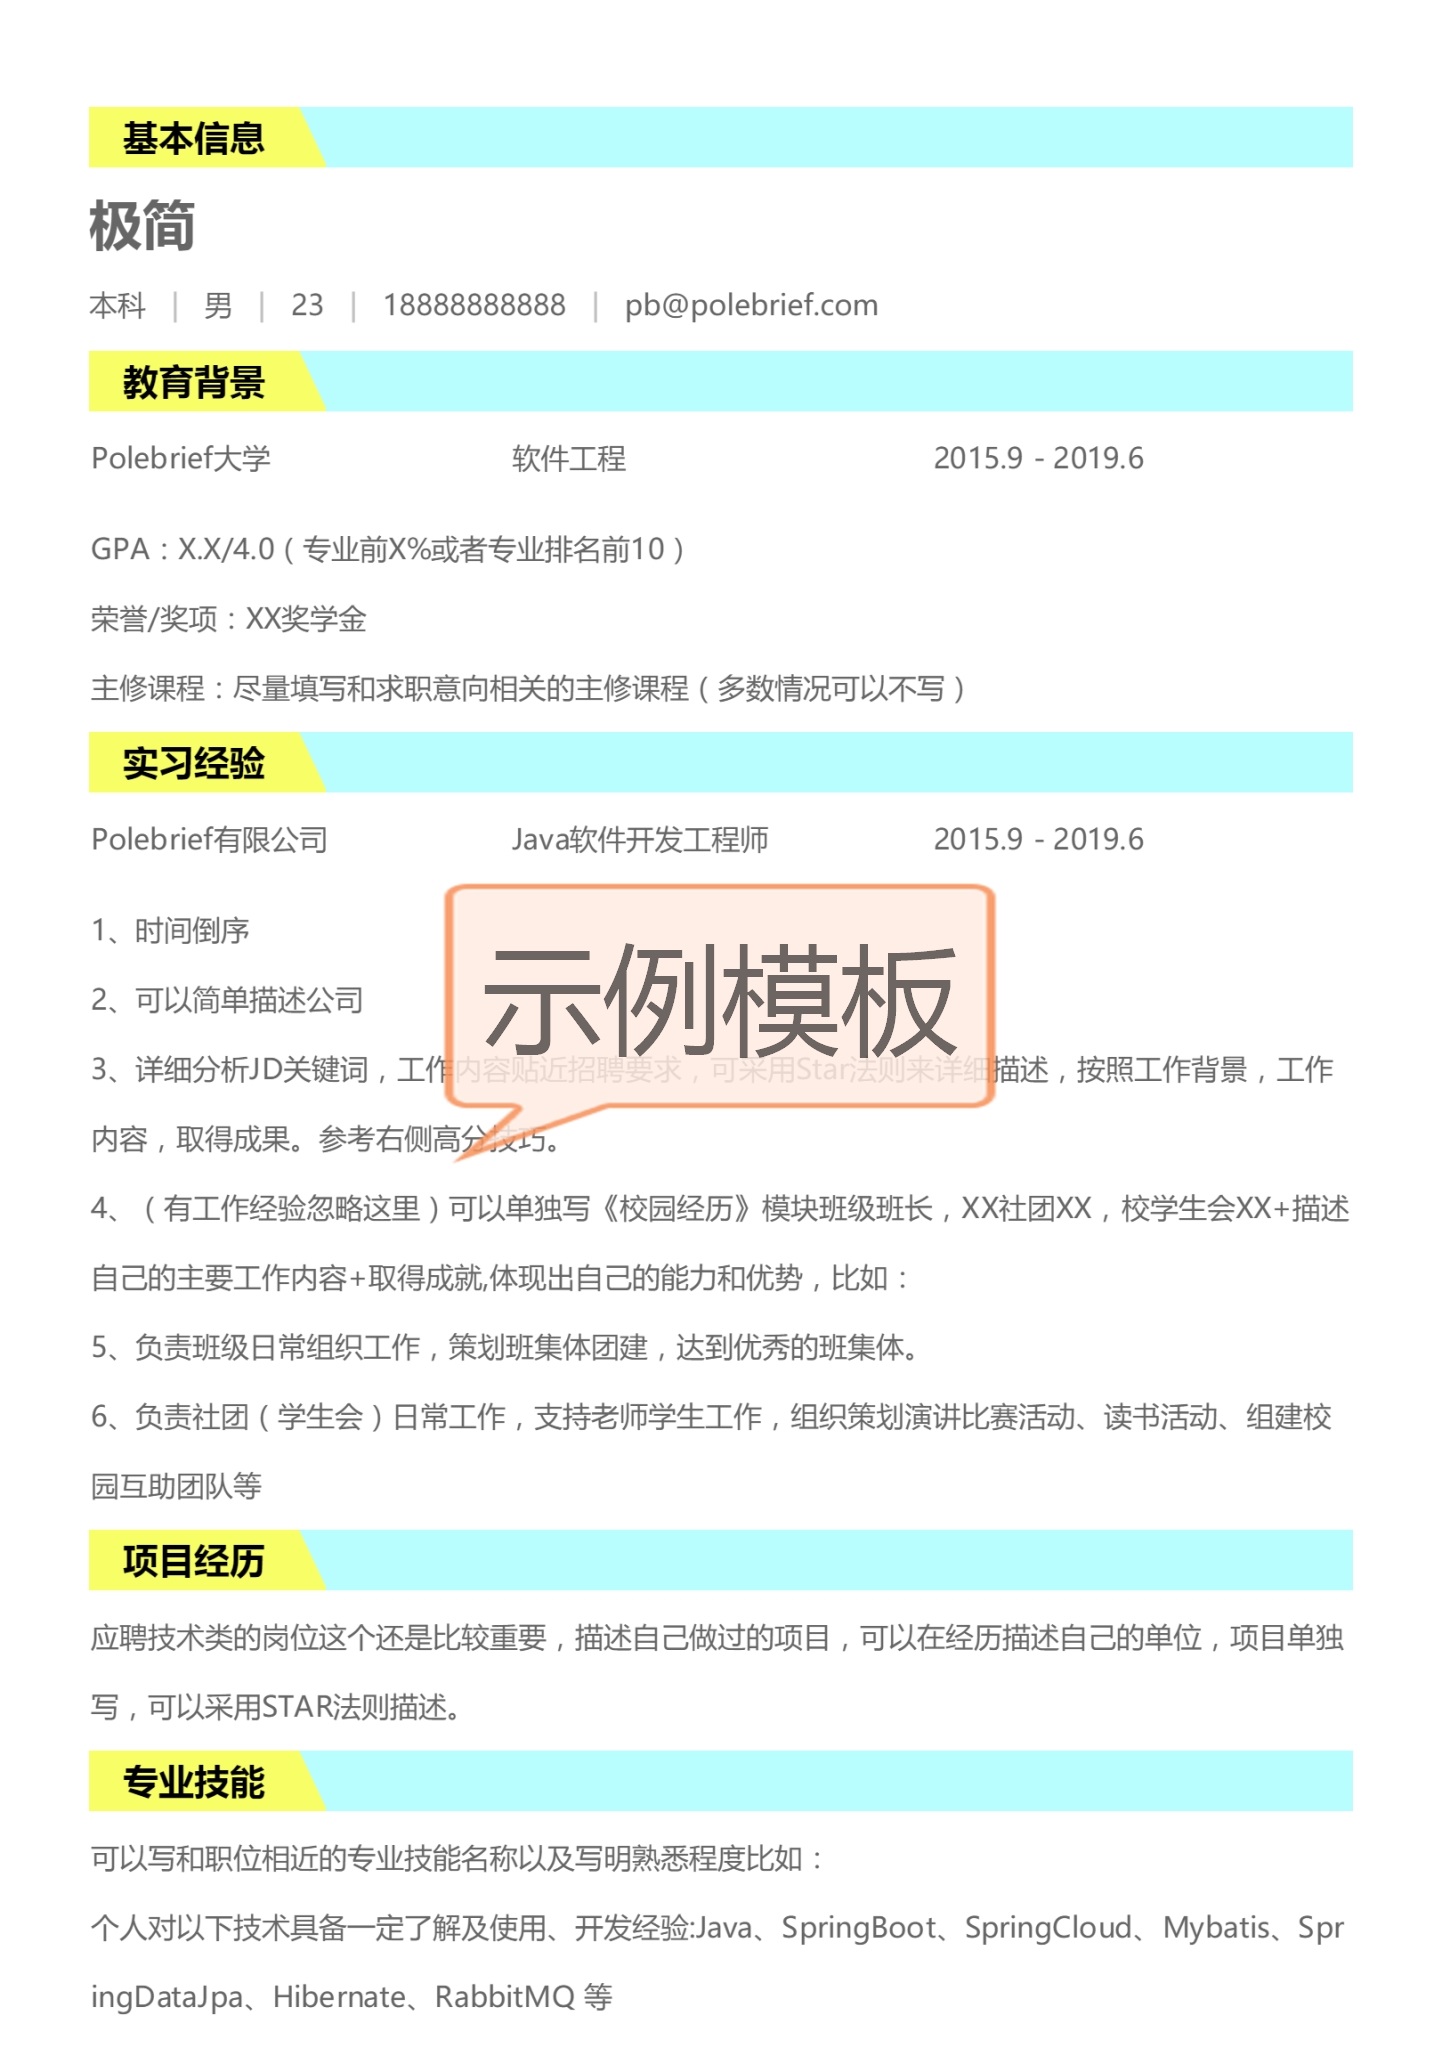 基本信息
极简
本科 | 男 | 23 | 18888888888 | pb@polebrief.com
教育背景
Polebrief大学 软件工程 2015.9 - 2019.6
GPA：X.X/4.0（专业前X%或者专业排名前10）
荣誉/奖项：XX奖学金
主修课程：尽量填写和求职意向相关的主修课程（多数情况可以不写）
实习经验
Polebrief有限公司 Java软件开发工程师 2015.9 - 2019.6
1、时间倒序
示例模板
2、可以简单描述公司
3、详细分析JD关键词，工作内容贴近招聘要求，可采用Star法则来详细描述，按照工作背景，工作
内容，取得成果。参考右侧高分技巧。
4、（有工作经验忽略这里）可以单独写《校园经历》模块班级班长，XX社团XX，校学生会XX+描述
自己的主要工作内容+取得成就,体现出自己的能力和优势，比如：
5、负责班级日常组织工作，策划班集体团建，达到优秀的班集体。
6、负责社团（学生会）日常工作，支持老师学生工作，组织策划演讲比赛活动、读书活动、组建校
园互助团队等
项目经历
应聘技术类的岗位这个还是比较重要，描述自己做过的项目，可以在经历描述自己的单位，项目单独
写，可以采用STAR法则描述。
专业技能
可以写和职位相近的专业技能名称以及写明熟悉程度比如：
个人对以下技术具备一定了解及使用、开发经验:Java、SpringBoot、SpringCloud、Mybatis、Spr
ingDataJpa、Hibernate、RabbitMQ 等